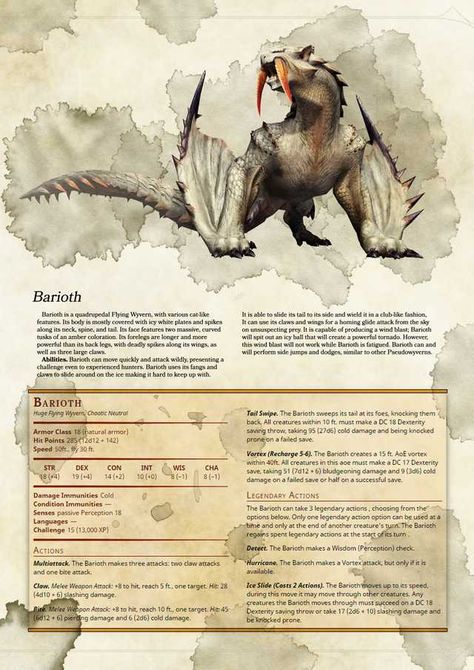 Barioth
Barioth is a quadrupedal Flying Wyvern, with various cat-like
features. Its body is mostly covered with icy white plates and spikes
along its neck, spine, and tail. Its face features two massive, curved
tusks of an amber coloration. Its forelegs are longer and more
powerful than its back legs, with deadly spikes along its wings, as
well as three large claws.
Abilities. Barioth can move quickly and attack wildly, presenting a
challenge even to experienced hunters. Barioth uses its fangs and
claws to slide around on the ice making it hard to keep up with.
It is able to slide its tail to its side and wield it in a club-like fashion,
It can use its claws and wings for a homing glide attack from the sky
on unsuspecting prey. It is capable of producing a wind blast; Barioth
will spit out an icy ball that will create a powerful tornado. However,
this wind blast will not work while Barioth is fatigued. Barioth can and
will perform side jumps and dodges, similar to other Pseudowyverns.
BARIOTH
Huge Flying Wyvern, Chaotic Neutral
Armor Class 18 (natural armor)
Hit Points 285 (12d12 + 142)
Speed 50ft., fly 30 ft.
STR DEX CON INT WIS CHA
18 (+4) 19 (+4) 14 (+2) 10 (+0) 8 (−1) 8 (−1)
Damage Immunities Cold
Condition Immunities —
Senses passive Perception 18
Languages —
Challenge 15 (13,000 XP)
ACTIONS
Multiattack. The Barioth makes three attacks: two claw attacks
and one bite attack.
Claw. Melee Weapon Attack: +8 to hit, reach 5 ft., one target. Hit: 28
(4d10 + 6) slashing damage.
Bite. Melee Weapon Attack: +8 to hit, reach 10 ft., one target. Hit: 45
(6d12 + 6) piercing damage and 6 (2d6) cold damage.
Tail Swipe. The Barioth sweeps its tail at its foes, knocking them
back. All creatures within 10 ft. must make a DC 18 Dexterity
saving throw, taking 95 (27d6) cold damage and being knocked
prone on a failed save.
Vortex (Recharge 5-6). The Barioth creates a 15 ft. AoE vortex
within 40ft. All creatures in this aoe must make a DC 17 Dexterity
save, taking 51 (7d12 + 6) bludgeoning damage and 9 (3d6) cold
damage on a failed save or half on a successful save.
LEGENDARY ACTIONS
The Barioth can take 3 legendary actions , choosing from the
options below. Only one legendary action option can be used at a
time and only at the end of another creature's turn. The Barioth
regains spent legendary actions at the start of its turn .
Detect. The Barioth makes a Wisdom (Perception) check.
Hurricane. The Barioth makes a Vortex attack, but only if it is
available.
Ice Slide (Costs 2 Actions). The Barioth moves up to its speed,
during this move it may move through other creatures. Any
creatures the Barioth moves through must succeed on a DC 18
Dexterity saving throw or take 17 (2d6 + 10) slashing damage and
be knocked prone.